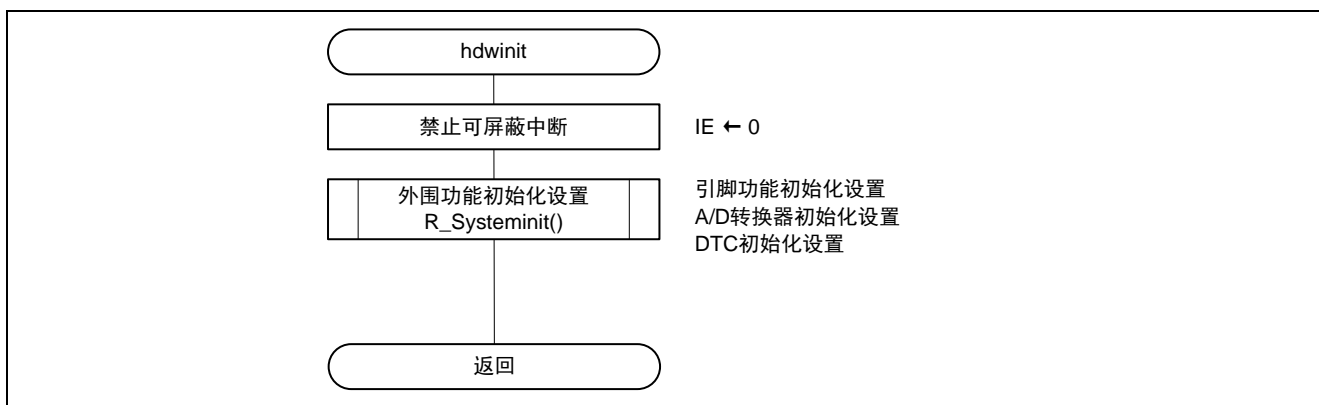 hdwinit
禁止可屏蔽中断
IE ← 0
外围功能初始化设置
R_Systeminit()
引脚功能初始化设置
A/D转换器初始化设置
DTC初始化设置
返回